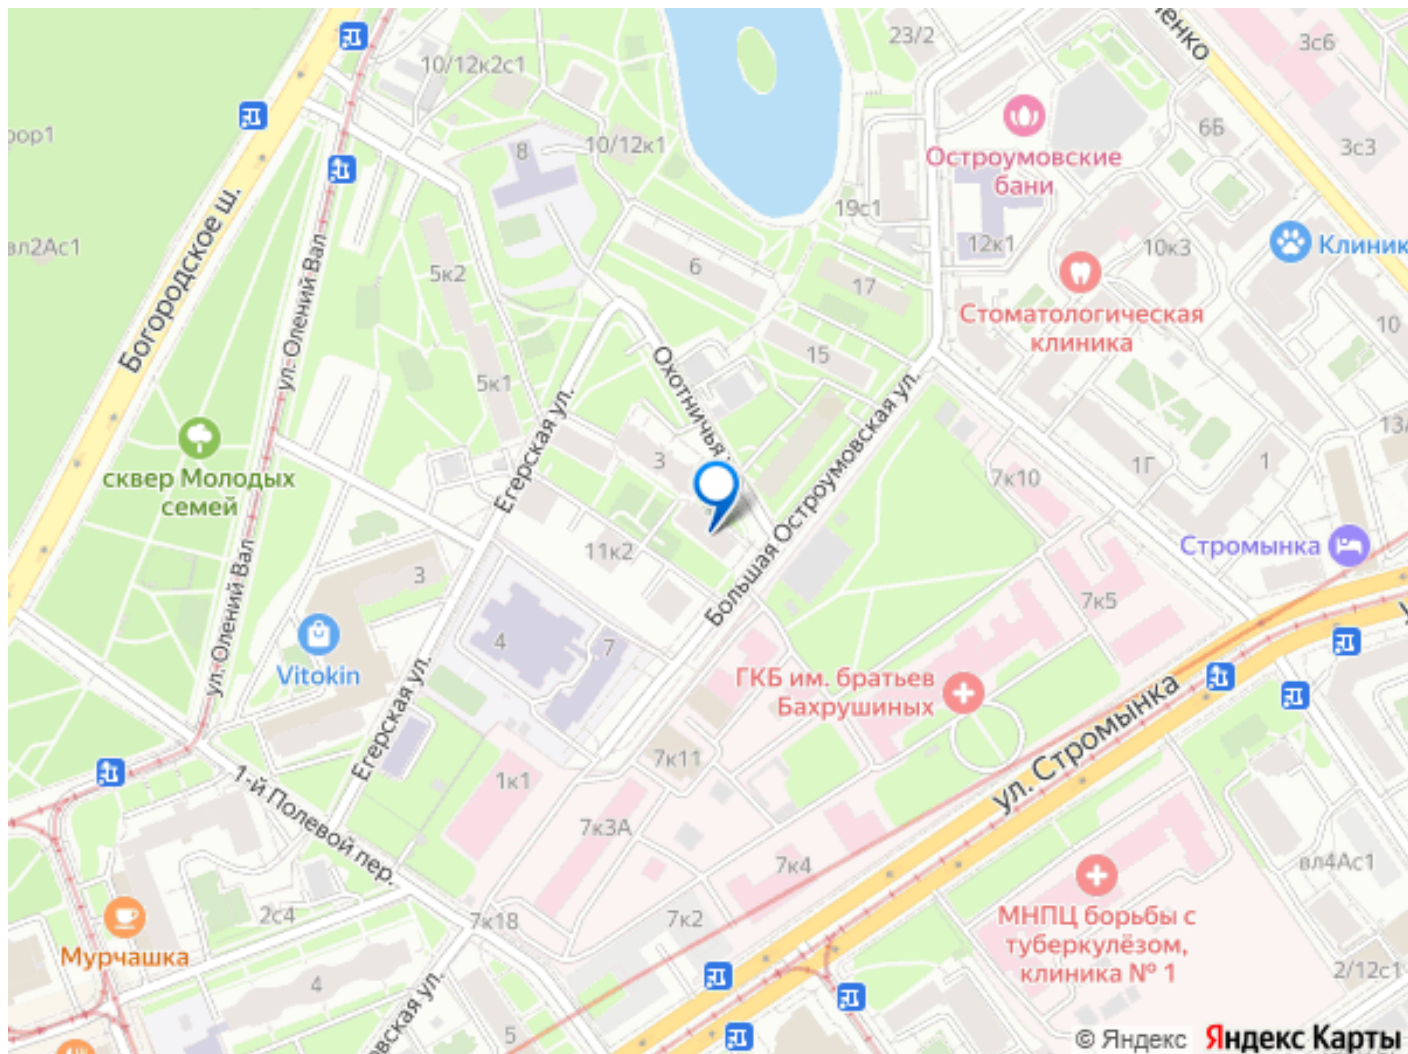 енко
23/2
3с6
10/12к2с1
6Б
рор1
3с3
8
10/12к1
Остроумовские
бани
19с1
Богородское ш.
вл2Ас1
12к1
10к3
Клиник
5к2
6
17
ул. Олений Вал
Стоматологическая
клиника
10
15
Охотничья
5к1
Егерская ул.
13А
сквер Молодых
семей
3
7к10
1Г
1
Большая Остроумовская ул.
Стромынка
11к2
3
7к5
ул. Олений Вал
4
7
Vitokin
ГКБ им. братьев
Бахрушиных
Егерская ул.
ул. Стромынка
7к11
1к1
1-й Полевой пер.
7к3А
7к4
вл4Ас1
2с4
7к18
7к2
МНПЦ борьбы с
туберкулёзом,
клиника № 1
Мурчашка
4
2/12с1
овская ул.
5
© Яндекс Яндекс Карты